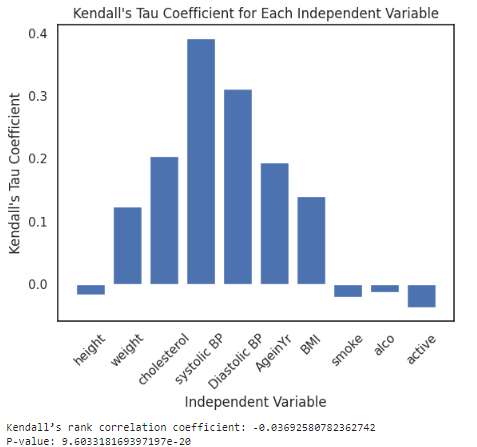 Kendall's Tau Coefficient for Each Independent Variable
Kendall's Tau Coefficient
0.4
0.3
0.2
0.1
0.0
height
weight
cholesterol
systolic BP
Diastolic BP
AgeinYr
BMI
smoke
alco
active
Independent Variable
Kendall’s rank correlation coefficient: -0.03692580782362742
P-value: 9.603318169397197e-20